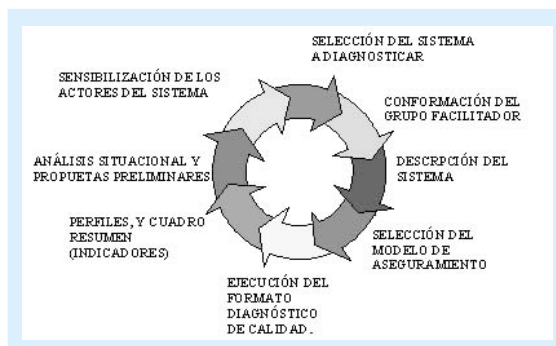 SELECCIÓN DEL SISTEMA
A DIAGNOSTICAR
CONFORMACIÓN DEL
GRUPO FACILITADOR
DESCRPCIÓN DEL
SISTEMA
SELECCIÓN DEL
MODELO DE
ASEGURAMIENTO
EJECUCIÓN DEL
FORMATO
DIAGNÓSTICO
DE CALIDAD.
PERFILES, Y CUADRO
RESUMEN
(INDICADORES)
ANÁLISIS SITUACIONAL Y
PROPUETAS PRELIMINARES
SENSIBILIZACIÓN DE LOS
ACTORES DEL SISTEMA